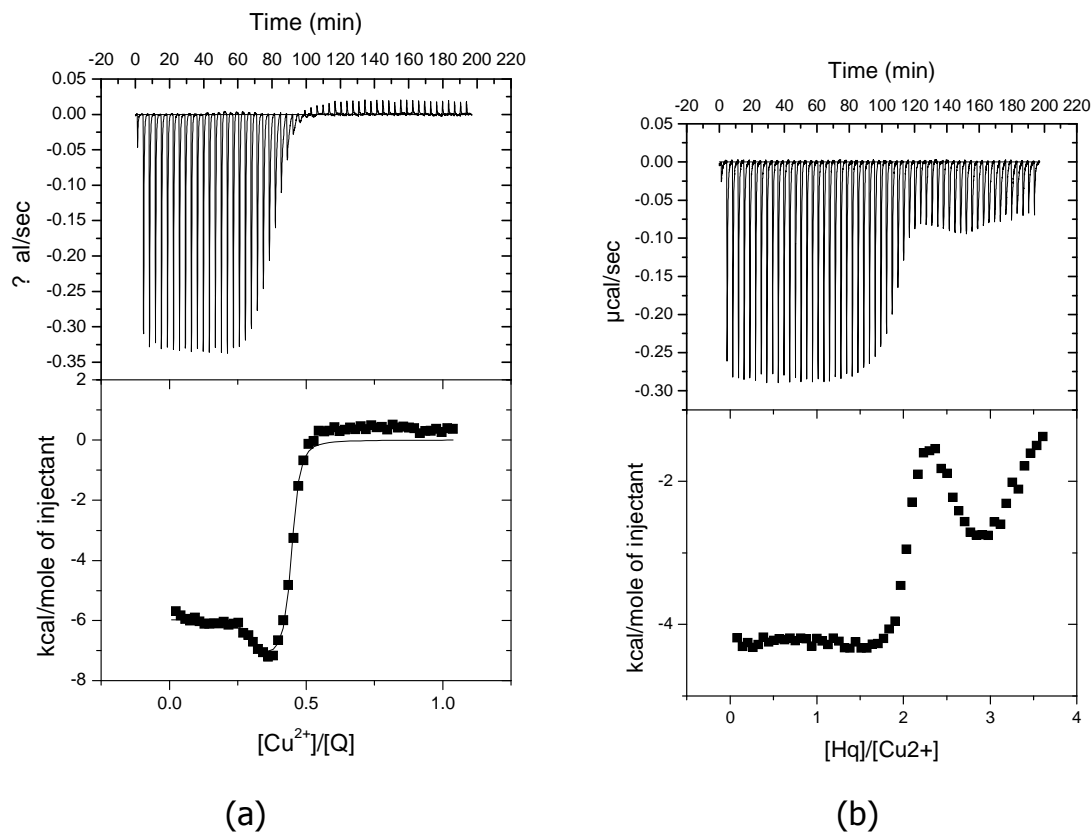 Time (min)
-20 0 20 40 60 80 100 120 140 160 180 200 220
0.05
0.00
-0.05
-0.10
-0.15
-0.20
-0.25
-0.30
-0.35
? al/sec
2
0
-2
-4
-6
-8
kcal/mole of injectant
0.0 0.5 1.0
[Cu²⁺]/[Q]
(a)
Time (min)
-20 0 20 40 60 80 100 120 140 160 180 200 220
0.05
0.00
-0.05
-0.10
-0.15
-0.20
-0.25
-0.30
µcal/sec
-2
-4
kcal/mole of injectant
0 1 2 3 4
[Hq]/[Cu2+]
(b)